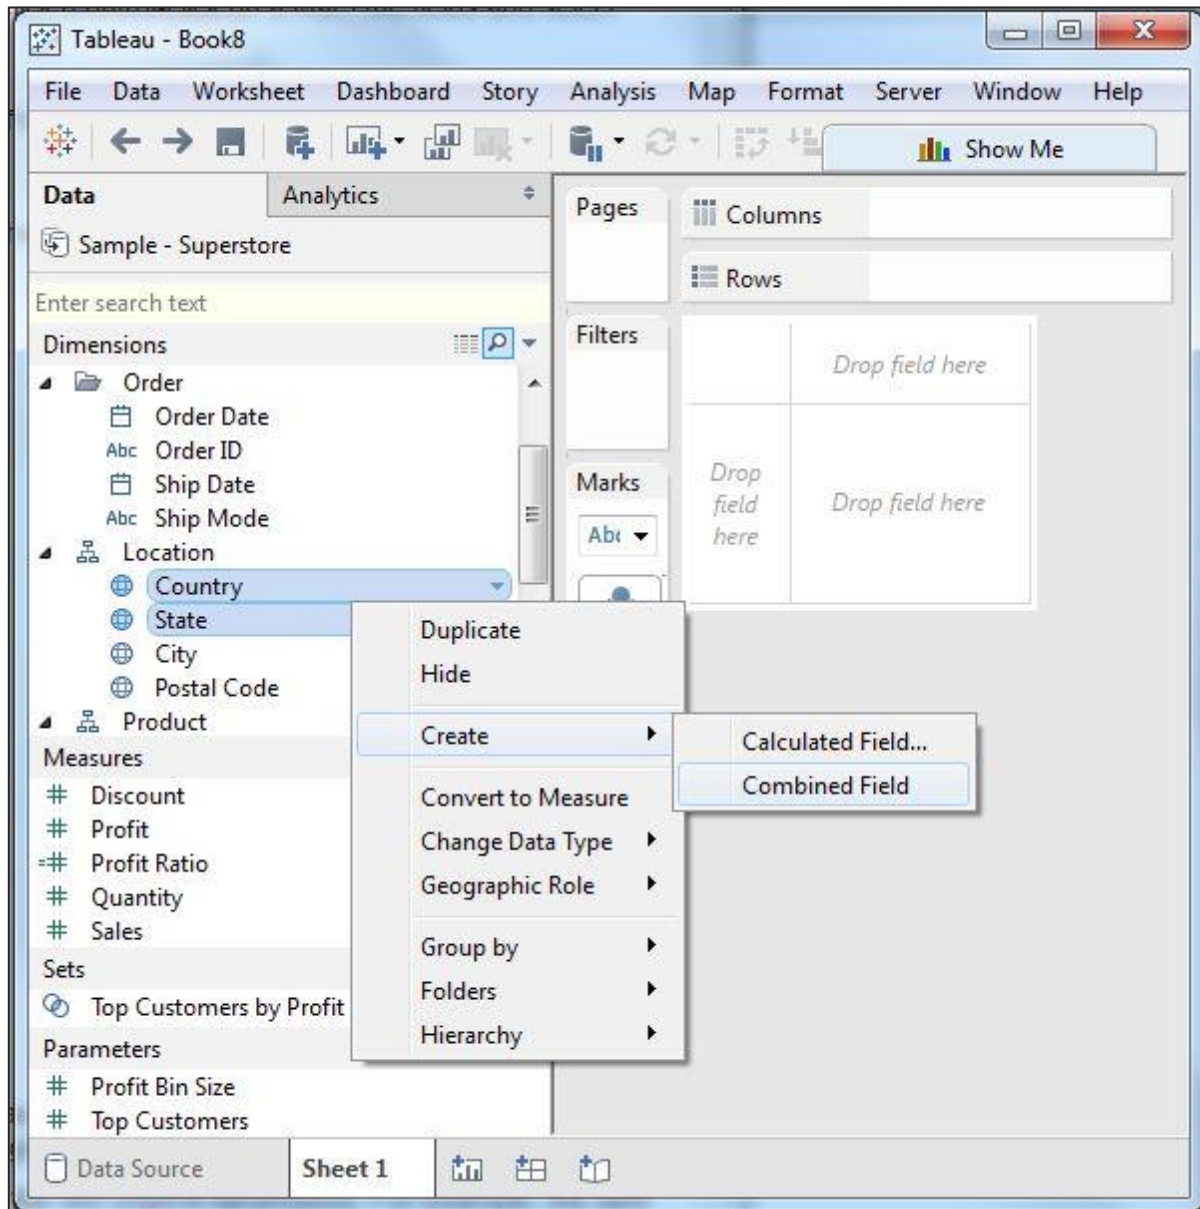 Tableau - Book8
File Data Worksheet Dashboard Story Analysis Map Format Server Window Help
Show Me
Data Analytics
Sample - Superstore
Enter search text
Dimensions
Order
Order Date
Abc Order ID
Ship Date
Abc Ship Mode
Location
Country
State
City
Postal Code
Product
Measures
# Discount
# Profit
=# Profit Ratio
# Quantity
# Sales
Sets
Top Customers by Profit
Parameters
# Profit Bin Size
# Top Customers
Pages
Columns
Rows
Filters
Drop field here
Marks
Abc
Drop
field
here
Drop field here
Duplicate
Hide
Create
Calculated Field...
Combined Field
Convert to Measure
Change Data Type
Geographic Role
Group by
Folders
Hierarchy
Data Source Sheet 1